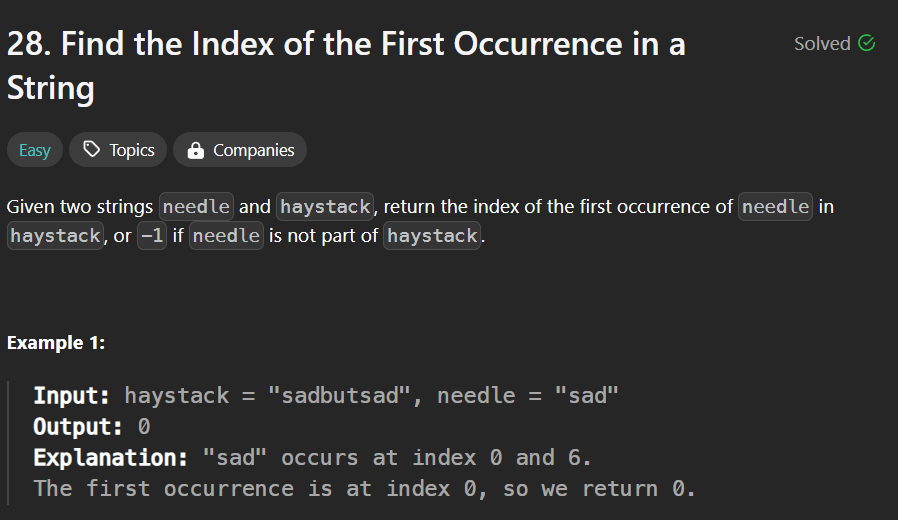 28. Find the Index of the First Occurrence in a
String
Solved
Easy Topics Companies
Given two strings needle and haystack, return the index of the first occurrence of needle in
haystack, or -1 if needle is not part of haystack.
Example 1:
Input: haystack = "sadbutsad", needle = "sad"
Output: 0
Explanation: "sad" occurs at index 0 and 6.
The first occurrence is at index 0, so we return 0.